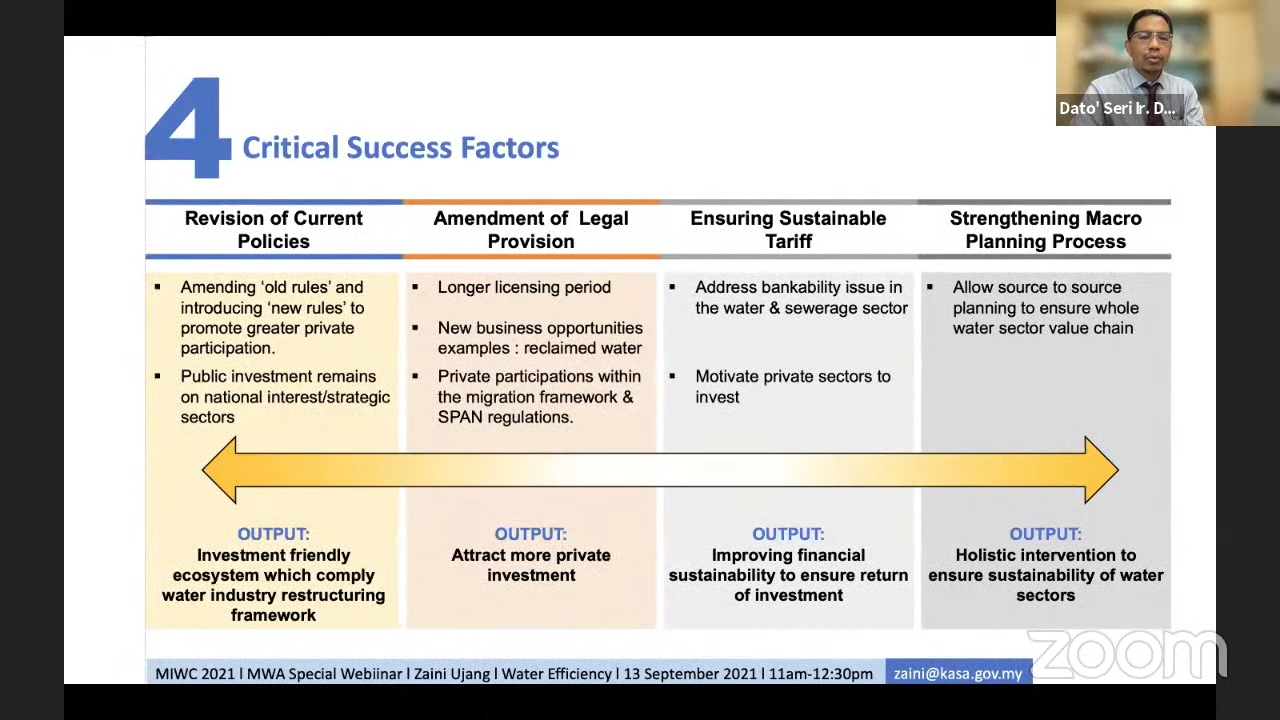 Dato' Seri Ir. D...
4 Critical Success Factors
Revision of Current
Policies
Amending ‘old rules’ and
introducing ‘new rules’ to
promote greater private
participation.
Public investment remains
on national interest/strategic
sectors
OUTPUT:
Investment friendly
ecosystem which comply
water industry restructuring
framework
Amendment of Legal
Provision
Longer licensing period
New business opportunities
examples : reclaimed water
Private participations within
the migration framework &
SPAN regulations.
OUTPUT:
Attract more private
investment
Ensuring Sustainable
Tariff
Address bankability issue in
the water & sewerage sector
Motivate private sectors to
invest
OUTPUT:
Improving financial
sustainability to ensure return
of investment
Strengthening Macro
Planning Process
Allow source to source
planning to ensure whole
water sector value chain
OUTPUT:
Holistic intervention to
ensure sustainability of water
sectors
MIWC 2021 l MWA Special Webiinar l Zaini Ujang l Water Efficiency l 13 September 2021 l 11am-12:30pm zaini@kasa.gov.my
zoom